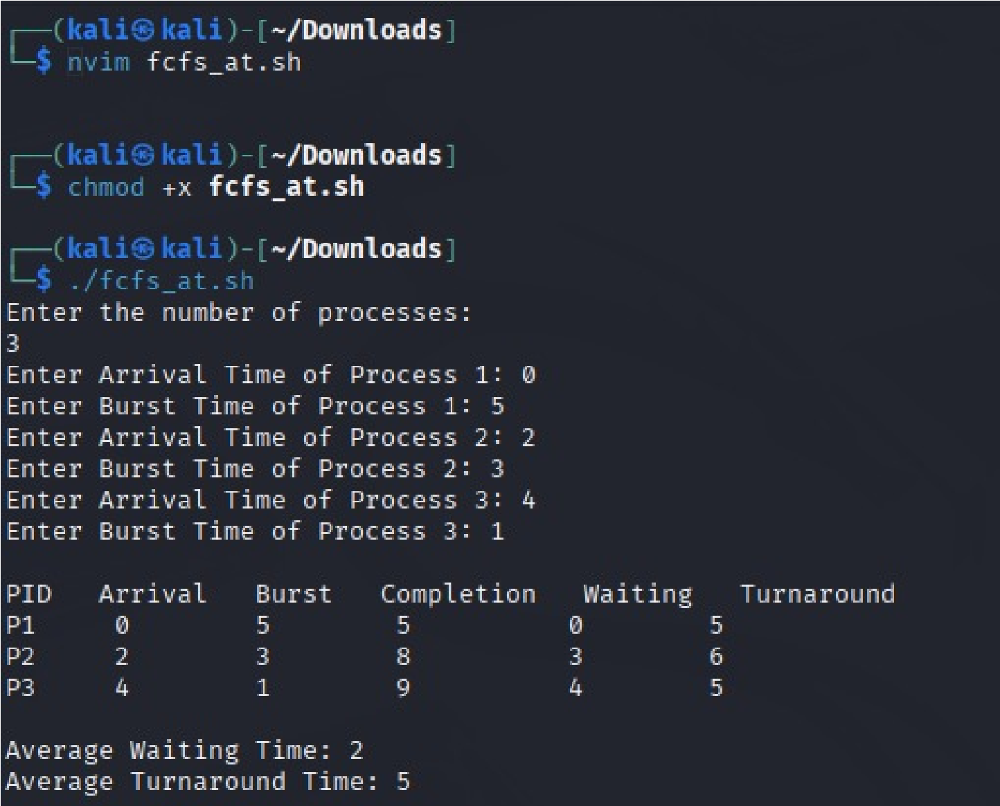 ┌──(kali㉿kali)-[~/Downloads]
└─$ nvim fcfs_at.sh
┌──(kali㉿kali)-[~/Downloads]
└─$ chmod +x fcfs_at.sh
┌──(kali㉿kali)-[~/Downloads]
└─$ ./fcfs_at.sh
Enter the number of processes:
3
Enter Arrival Time of Process 1: 0
Enter Burst Time of Process 1: 5
Enter Arrival Time of Process 2: 2
Enter Burst Time of Process 2: 3
Enter Arrival Time of Process 3: 4
Enter Burst Time of Process 3: 1
PID   Arrival   Burst   Completion   Waiting   Turnaround
P1     0        5        5          0        5
P2     2        3        8          3        6
P3     4        1        9          4        5
Average Waiting Time: 2
Average Turnaround Time: 5